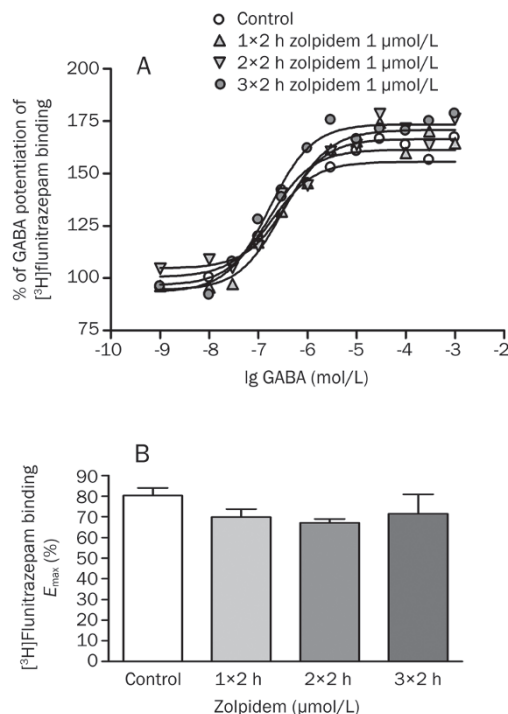 A
Control
1×2 h zolpidem 1 µmol/L
2×2 h zolpidem 1 µmol/L
3×2 h zolpidem 1 µmol/L
% of GABA potentiation of
[³H]flunitrazepam binding
200
175
150
125
100
75
-10 -9 -8 -7 -6 -5 -4 -3 -2
lg GABA (mol/L)
B
[³H]Flunitrazepam binding
Emax (%)
90
80
70
60
50
40
30
20
10
0
Control 1×2 h 2×2 h 3×2 h
Zolpidem (µmol/L)